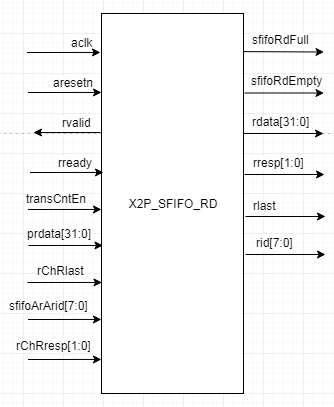 aclk
aresetn
rvalid
rready
transCntEn
prdata[31:0]
rChRlast
sfifoArArid[7:0]
rChRresp[1:0]
X2P_SFIFO_RD
sfifoRdFull
sfifoRdEmpty
rdata[31:0]
rresp[1:0]
rlast
rid[7:0]